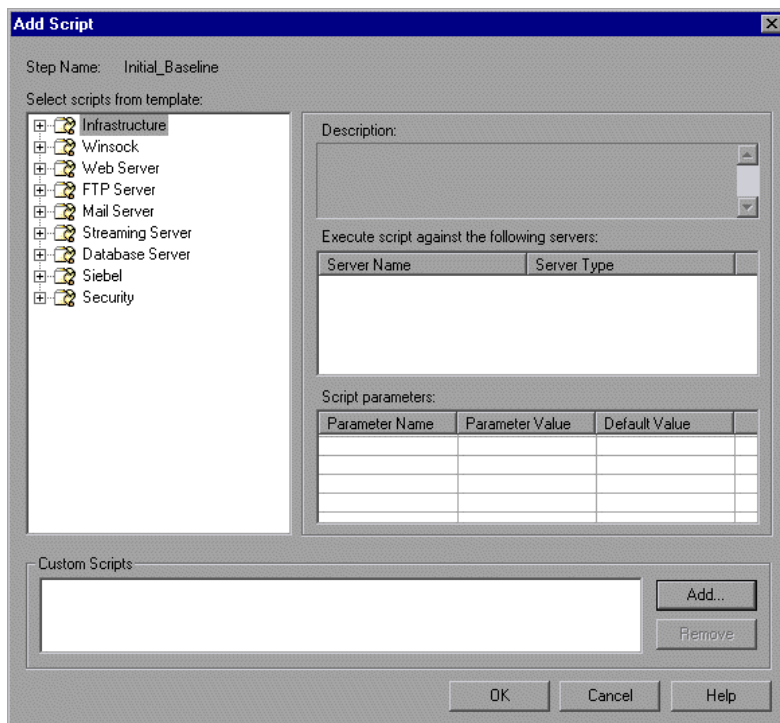 Add Script
Step Name: Initial_Baseline
Select scripts from template:
Infrastructure
Winsock
Web Server
FTP Server
Mail Server
Streaming Server
Database Server
Siebel
Security
Description:
Execute script against the following servers:
Server Name Server Type
Script parameters:
Parameter Name Parameter Value Default Value
Custom Scripts
Add...
Remove
OK Cancel Help